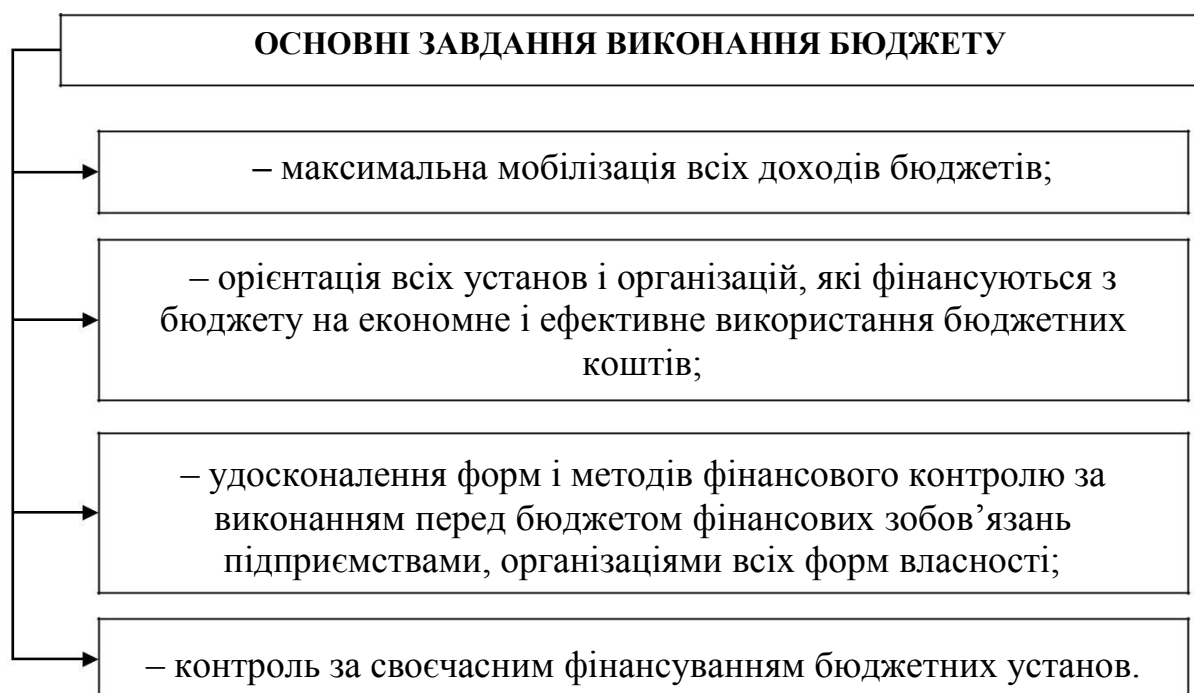 ОСНОВНІ ЗАВДАННЯ ВИКОНАННЯ БЮДЖЕТУ
– максимальна мобілізація всіх доходів бюджетів;
– орієнтація всіх установ і організацій, які фінансуються з
бюджету на економне і ефективне використання бюджетних
коштів;
– удосконалення форм і методів фінансового контролю за
виконанням перед бюджетом фінансових зобов’язань
підприємствами, організаціями всіх форм власності;
– контроль за своєчасним фінансуванням бюджетних установ.